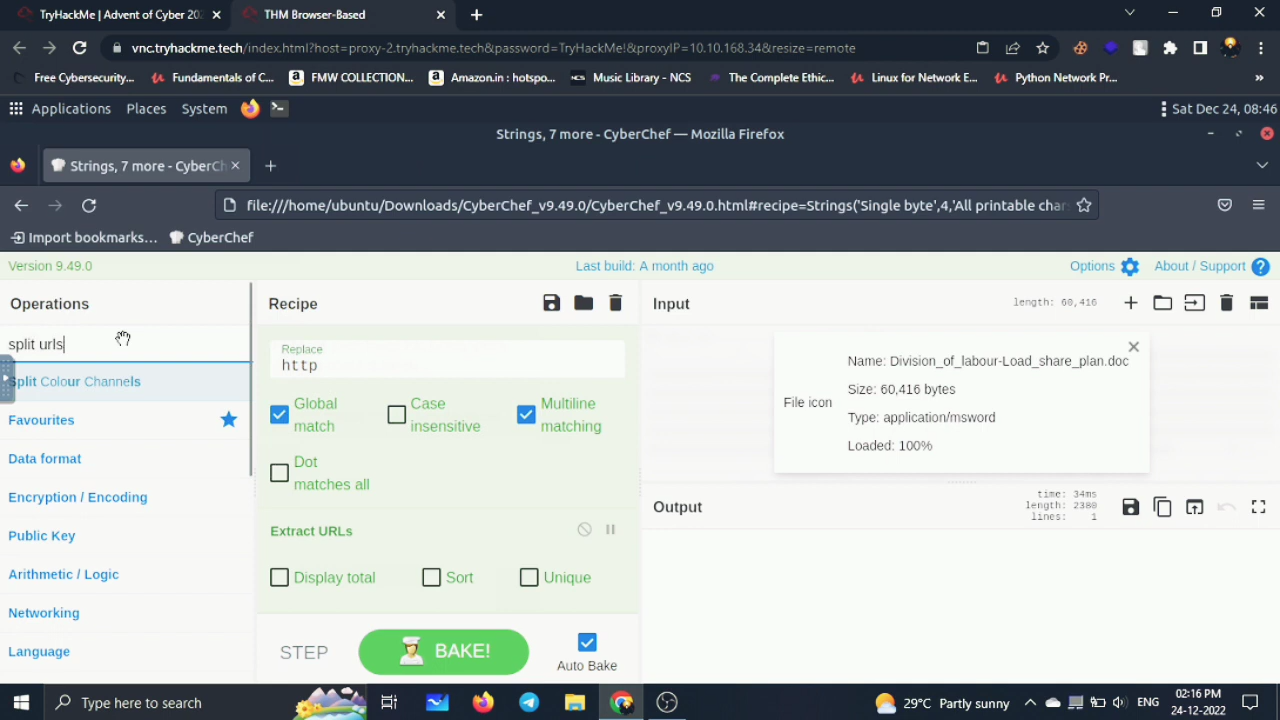 TryHackMe | Advent of Cyber 202
THM Browser-Based
vnc.tryhackme.tech/index.html?host=proxy-2.tryhackme.tech&password=TryHackMe!&proxyIP=10.10.168.34&resize=remote
Free Cybersecurity... Fundamentals of C... FMW COLLECTION... Amazon.in : hotspo... Music Library - NCS The Complete Ethic... Linux for Network E... Python Network Pr... »
Applications Places System Sat Dec 24, 08:46
Strings, 7 more - CyberChef — Mozilla Firefox
Strings, 7 more - CyberCh
file:///home/ubuntu/Downloads/CyberChef_v9.49.0/CyberChef_v9.49.0.html#recipe=Strings('Single byte',4,'All printable char
Import bookmarks... CyberChef
Version 9.49.0 Last build: A month ago Options About / Support
Operations
split urls
Split Colour Channels
Favourites
Data format
Encryption / Encoding
Public Key
Arithmetic / Logic
Networking
Language
Recipe
Replace
http
Global match
Case insensitive
Multiline matching
Dot matches all
Extract URLs
Display total Sort Unique
STEP BAKE! Auto Bake
Input length: 60,416
File icon
Name: Division_of_labour-Load_share_plan.doc
Size: 60,416 bytes
Type: application/msword
Loaded: 100%
Output
time: 34ms
length: 2380
lines: 1
Type here to search
29°C Partly sunny
ENG
02:16 PM
24-12-2022